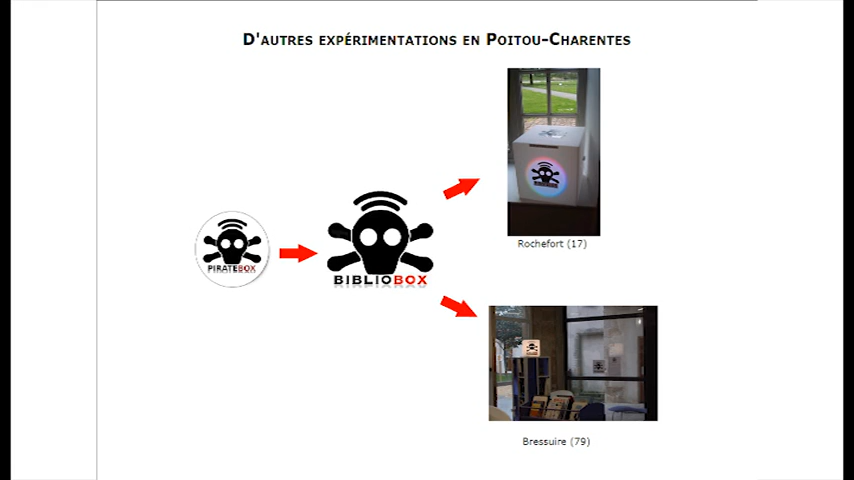 D'AUTRES EXPÉRIMENTATIONS EN POITOU-CHARENTES
PIRATEBOX
BIBLIOBOX
Rochefort (17)
Bressuire (79)